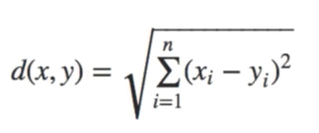 d(x, y) = √(∑_{i=1}^{n} (x_i − y_i)²)